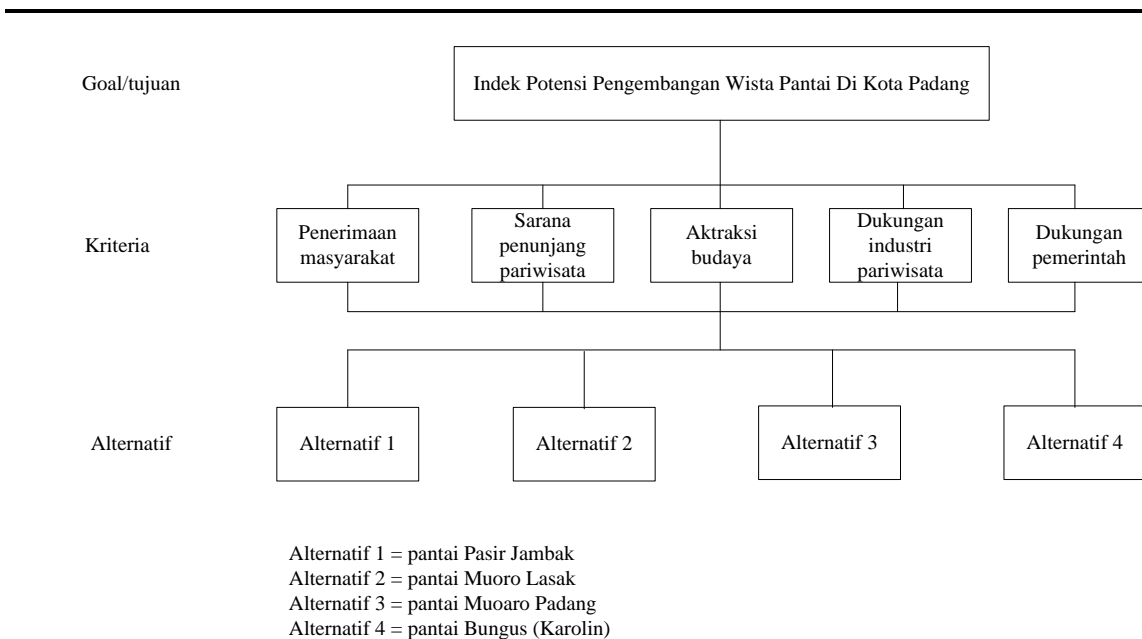 Goal/tujuan
Indek Potensi Pengembangan Wista Pantai Di Kota Padang
Kriteria
Penerimaan
masyarakat
Sarana
penunjang
pariwisata
Aktraksi
budaya
Dukungan
industri
pariwisata
Dukungan
pemerintah
Alternatif
Alternatif 1
Alternatif 2
Alternatif 3
Alternatif 4
Alternatif 1 = pantai Pasir Jambak
Alternatif 2 = pantai Muoro Lasak
Alternatif 3 = pantai Muoaro Padang
Alternatif 4 = pantai Bungus (Karolin)